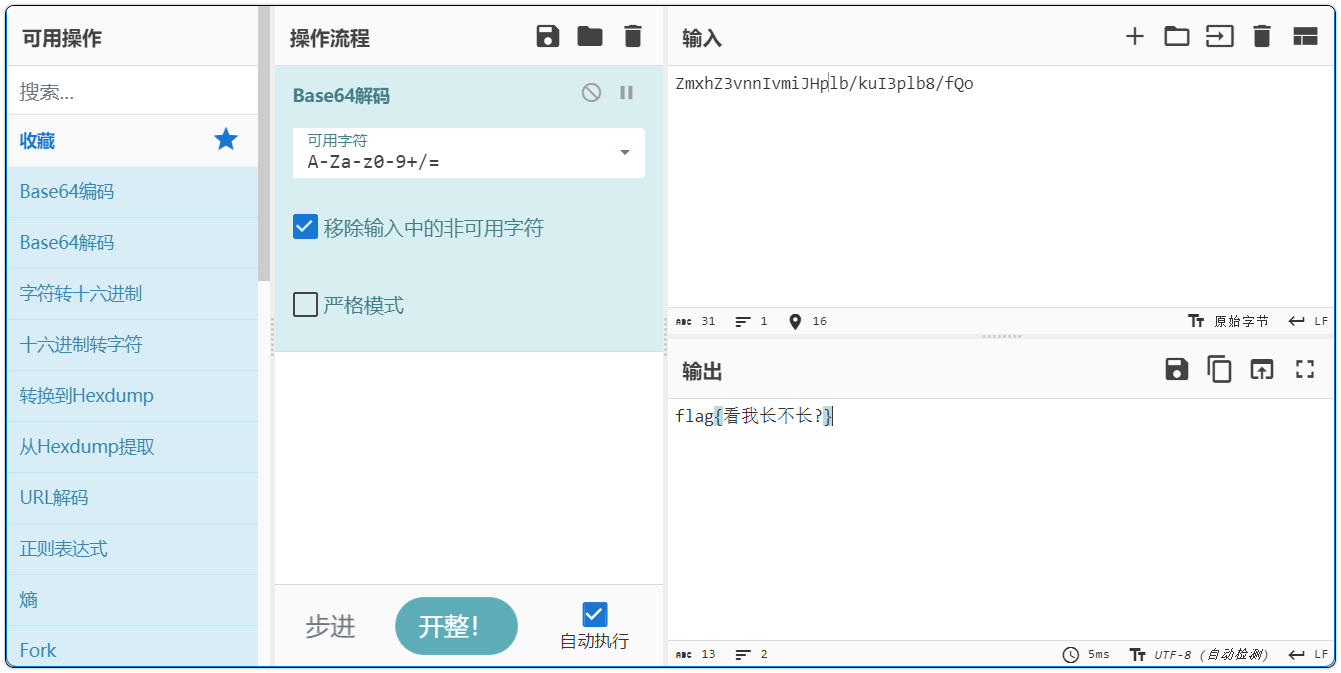 可用操作
搜索...
收藏
Base64编码
Base64解码
字符转十六进制
十六进制转字符
转换到Hexdump
从Hexdump提取
URL解码
正则表达式
熵
Fork
操作流程
Base64解码
可用字符
A-Za-z0-9+/=
移除输入中的非可用字符
严格模式
步进
开整！
自动执行
输入
ZmxhZ3vnnIvmiJHplb/kuI3plb8/fQo
ABC 31 1 16 Tт 原始字节 LF
输出
flag{看我长不长?}
ABC 13 2 5ms Tт UTF-8 (自动检测) LF